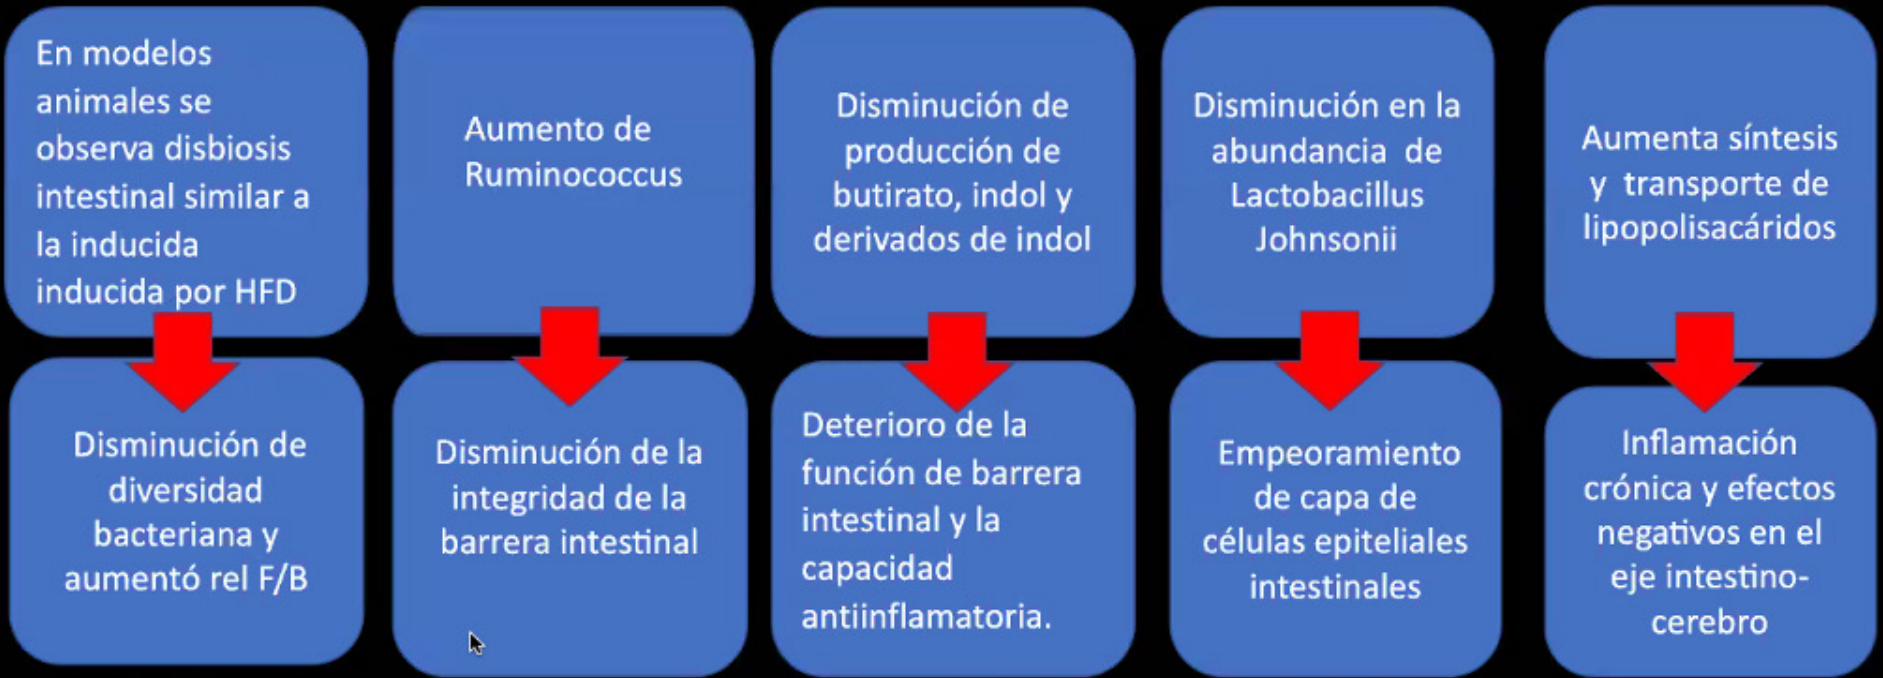 En modelos
animales se
observa disbiosis
intestinal similar a
la inducida
inducida por HFD
Disminución de
diversidad
bacteriana y
aumentó rel F/B
Aumento de
Ruminococcus
Disminución de la
integridad de la
barrera intestinal
Disminución de
producción de
butirato, indol y
derivados de indol
Deterioro de la
función de barrera
intestinal y la
capacidad
antiinflamatoria.
Disminución en la
abundancia de
Lactobacillus
Johnsonii
Empeoramiento
de capa de
células epiteliales
intestinales
Aumenta síntesis
y transporte de
lipopolisacáridos
Inflamación
crónica y efectos
negativos en el
eje intestino-
cerebro